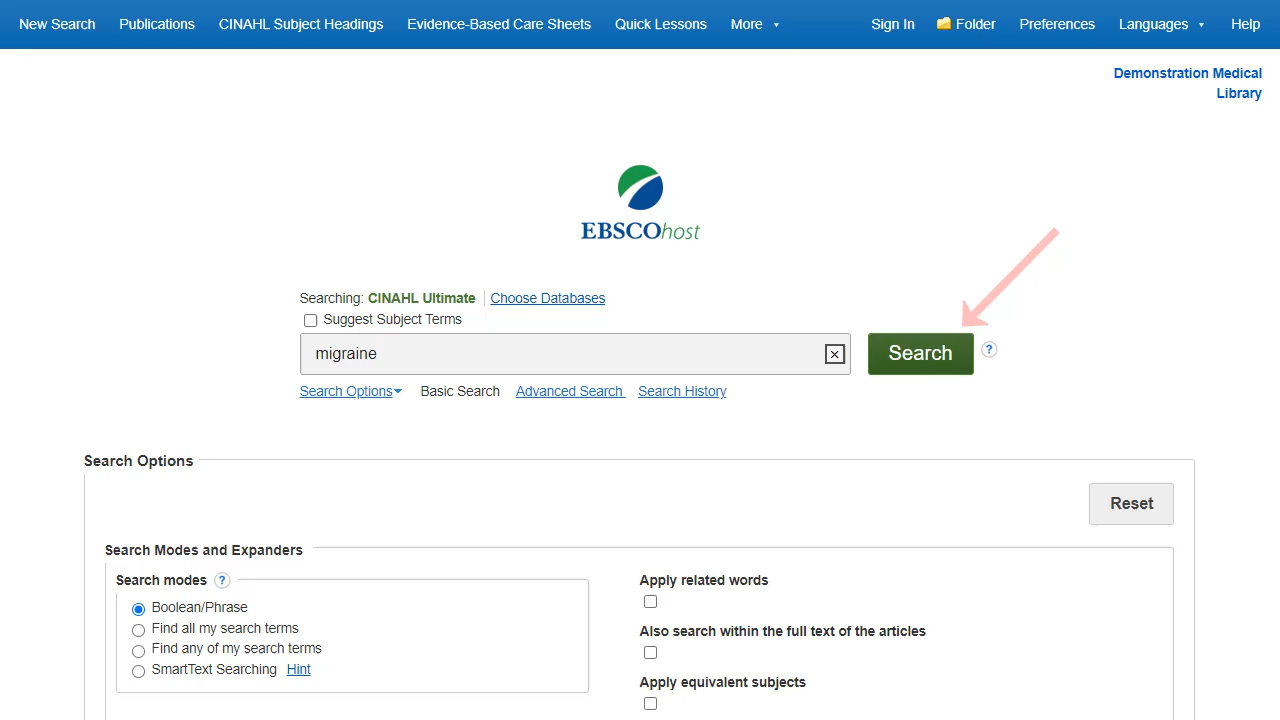 New Search Publications CINAHL Subject Headings Evidence-Based Care Sheets Quick Lessons More Sign In Folder Preferences Languages Help
Demonstration Medical
Library
EBSCOhost
Searching: CINAHL Ultimate Choose Databases
Suggest Subject Terms
migraine Search ?
Search Options Basic Search Advanced Search Search History
Search Options
Reset
Search Modes and Expanders
Search modes ? Apply related words
Boolean/Phrase
Find all my search terms
Also search within the full text of the articles
Find any of my search terms
SmartText Searching Hint
Apply equivalent subjects